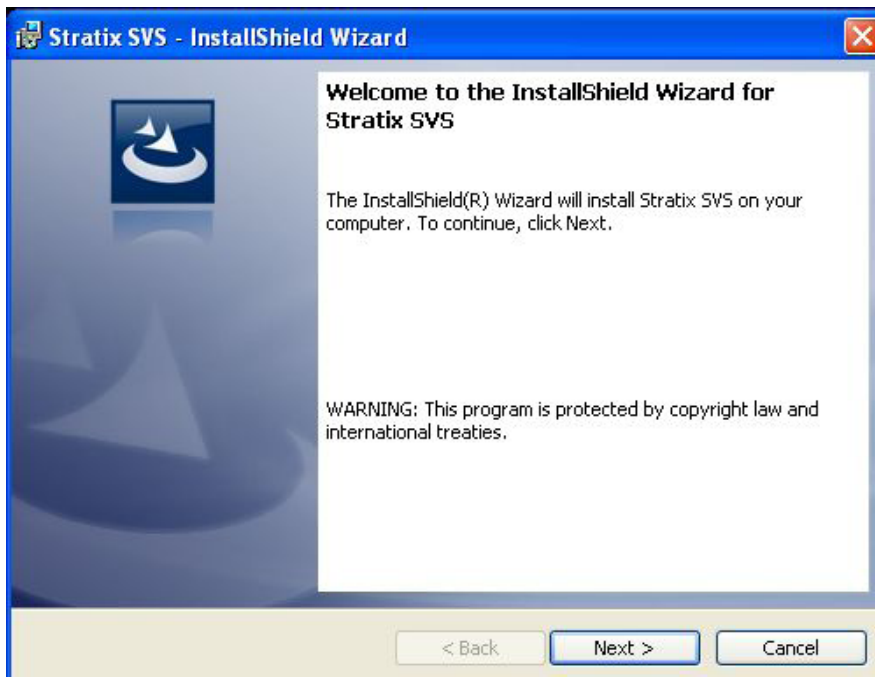 Stratix SVS - InstallShield Wizard
Welcome to the InstallShield Wizard for
Stratix SVS
The InstallShield(R) Wizard will install Stratix SVS on your
computer. To continue, click Next.
WARNING: This program is protected by copyright law and
international treaties.
< Back
Next >
Cancel